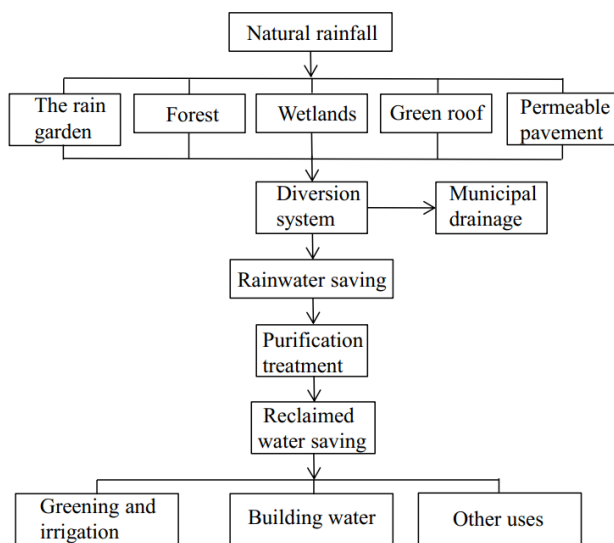 Natural rainfall
The rain
garden
Forest
Wetlands
Green roof
Permeable
pavement
Diversion
system
Municipal
drainage
Rainwater saving
Purification
treatment
Reclaimed
water saving
Greening and
irrigation
Building water
Other uses